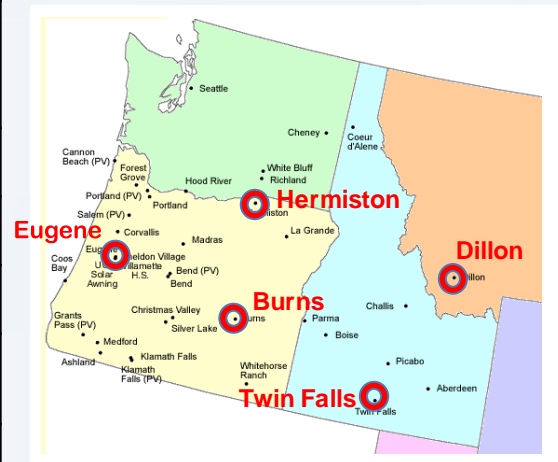 Seattle
Cheney
Coeur
d'Alene
Cannon
Beach (PV)
Forest
Grove
White Bluff
Richland
Hood River
Portland (PV)
Portland
Hermiston
Salem (PV)
La Grande
Eugene
Corvallis
Madras
Dillon
Coos
Bay
Solar
Awning
H.S.
Bend (PV)
Bend
Challis
Burns
Christmas Valley
Silver Lake
Parma
Boise
Grants
Pass (PV)
Medford
Ashland
Klamath Falls
Klamath
Falls (PV)
Whitehorse
Ranch
Picabo
Aberdeen
Twin Falls
Twin Falls